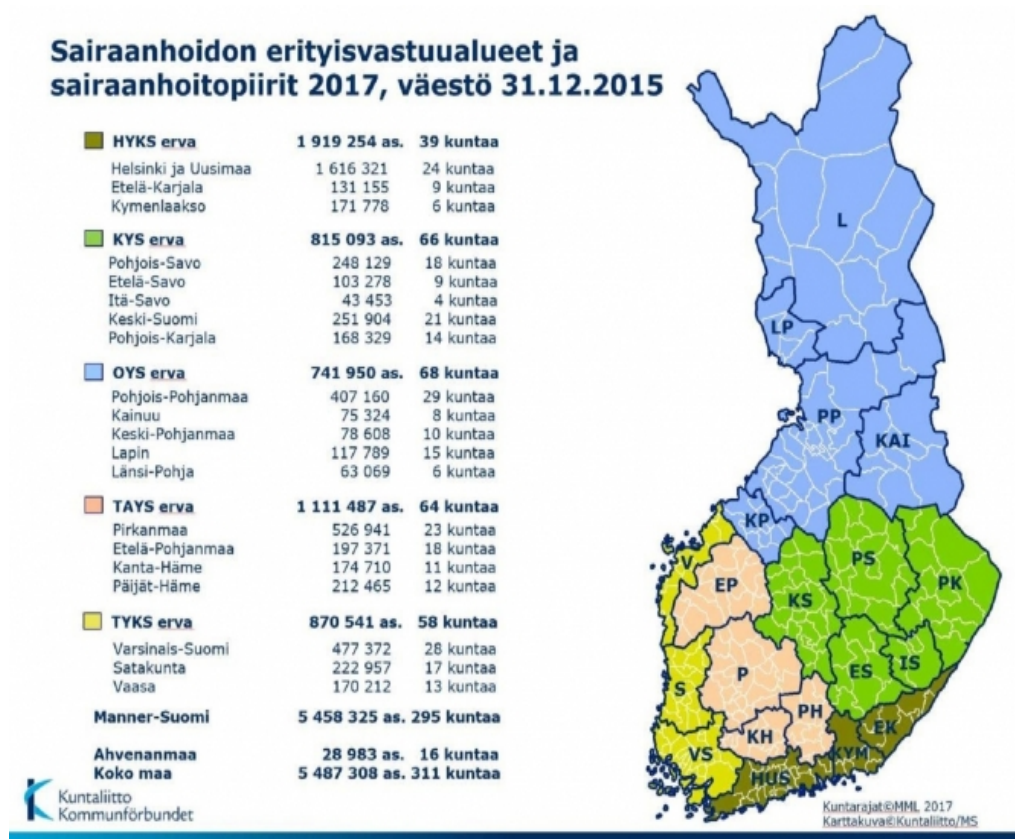 Sairaanhoidon erityisvastuualueet ja
sairaanhoitopiirit 2017, väestö 31.12.2015
HYKS erva 1 919 254 as. 39 kuntaa
Helsinki ja Uusimaa 1 616 321 24 kuntaa
Etelä-Karjala 131 155 9 kuntaa
Kymenlaakso 171 778 6 kuntaa
KYS erva 815 093 as. 66 kuntaa
Pohjois-Savo 248 129 18 kuntaa
Etelä-Savo 103 278 9 kuntaa
Itä-Savo 43 453 4 kuntaa
Keski-Suomi 251 904 21 kuntaa
Pohjois-Karjala 168 329 14 kuntaa
OYS erva 741 950 as. 68 kuntaa
Pohjois-Pohjanmaa 407 160 29 kuntaa
Kainuu 75 324 8 kuntaa
Keski-Pohjanmaa 78 608 10 kuntaa
Lapin 117 789 15 kuntaa
Länsi-Pohja 63 069 6 kuntaa
TAYS erva 1 111 487 as. 64 kuntaa
Pirkanmaa 526 941 23 kuntaa
Etelä-Pohjanmaa 197 371 18 kuntaa
Kanta-Häme 174 710 11 kuntaa
Päijät-Häme 212 465 12 kuntaa
TYKS erva 870 541 as. 58 kuntaa
Varsinais-Suomi 477 372 28 kuntaa
Satakunta 222 957 17 kuntaa
Vaasa 170 212 13 kuntaa
Manner-Suomi 5 458 325 as. 295 kuntaa
Ahvenanmaa 28 983 as. 16 kuntaa
Koko maa 5 487 308 as. 311 kuntaa
Kuntaliitto
Kommunförbundet
L
LP
PP
KAI
KP
V
EP
KS
PS
PK
S
P
ES
IS
PH
KH
EK
VS
KYM
HUS
Kuntarajat©MML 2017
Karttakuva©Kuntaliitto/MS